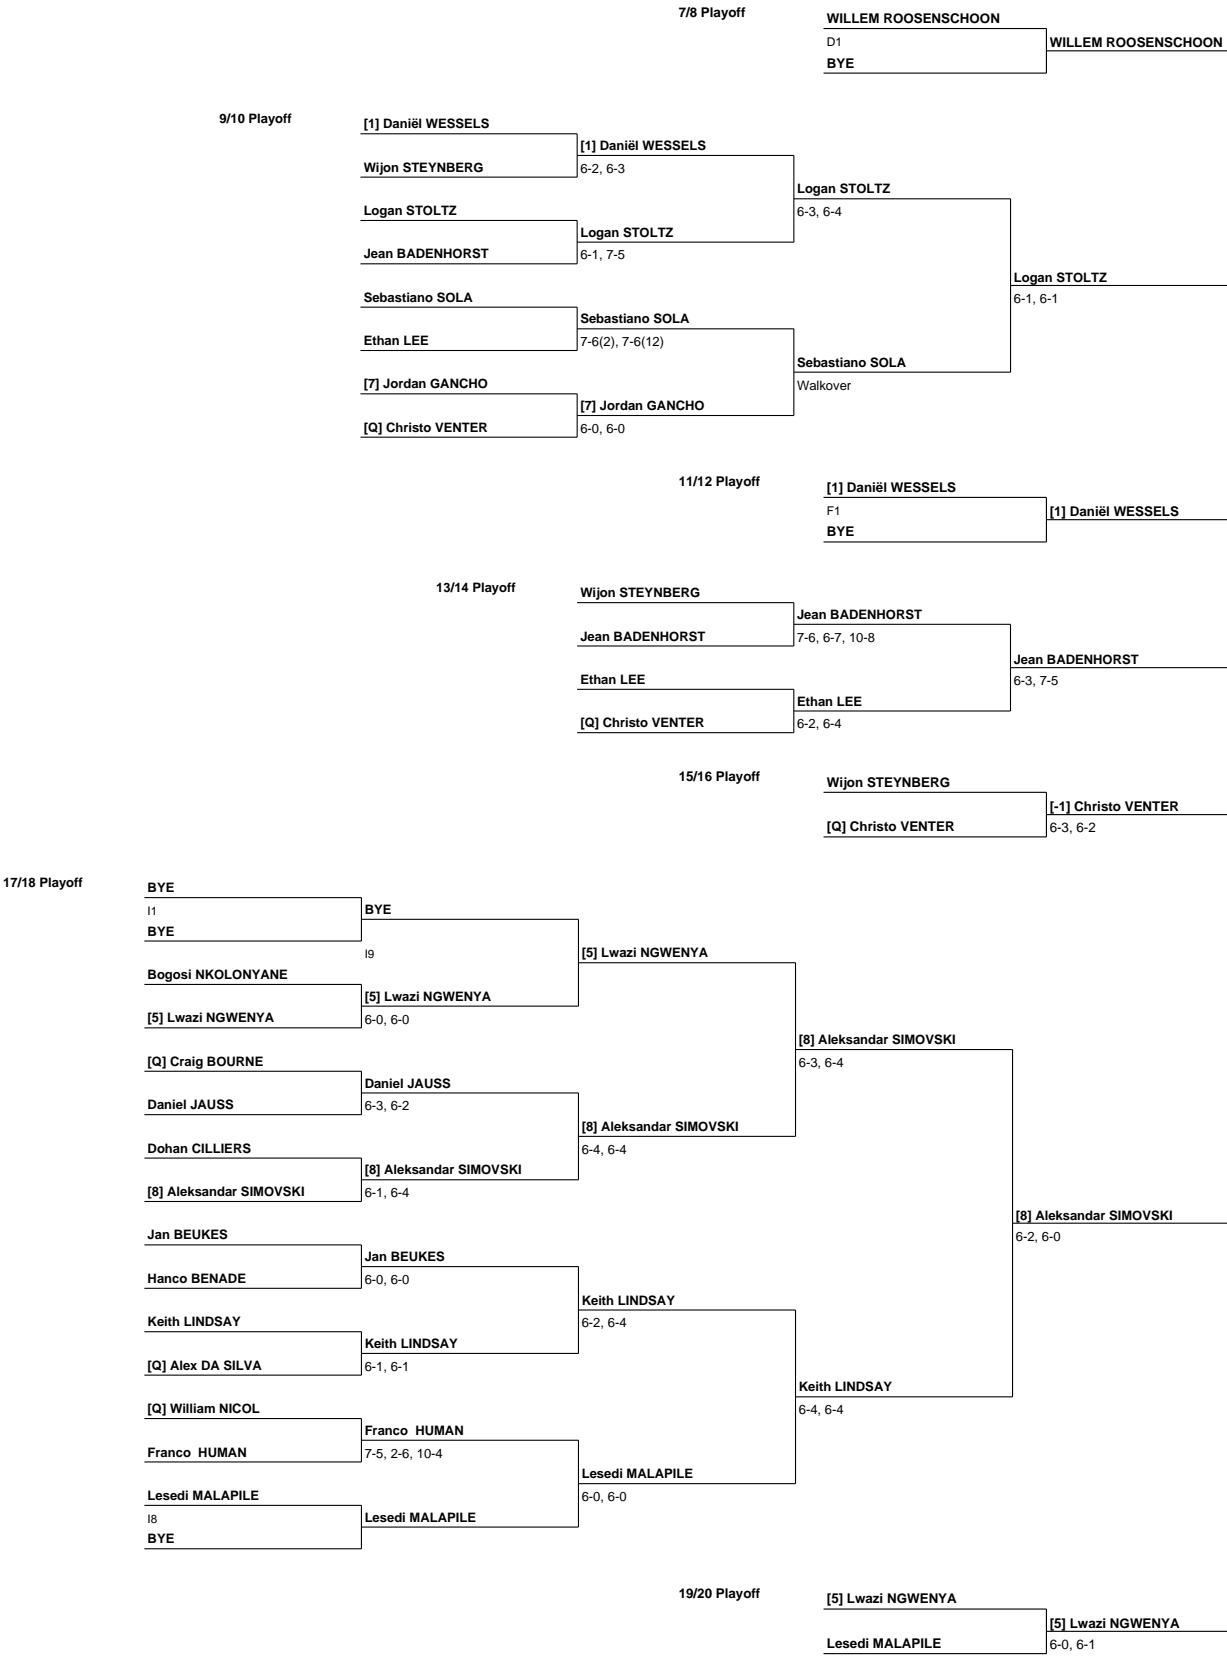 7/8 Playoff
WILLEM ROOSENSCHOON
D1
WILLEM ROOSENSCHOON
BYE
9/10 Playoff
[1] Daniël WESSELS
[1] Daniël WESSELS
Wijon STEYNBERG
6-2, 6-3
Logan STOLTZ
6-3, 6-4
Logan STOLTZ
Logan STOLTZ
Jean BADENHORST
6-1, 7-5
Logan STOLTZ
6-1, 6-1
Sebastiano SOLA
Sebastiano SOLA
Ethan LEE
7-6(2), 7-6(12)
Sebastiano SOLA
Walkover
[7] Jordan GANCHO
[7] Jordan GANCHO
[Q] Christo VENTER
6-0, 6-0
11/12 Playoff
[1] Daniël WESSELS
F1
[1] Daniël WESSELS
BYE
13/14 Playoff
Wijon STEYNBERG
Jean BADENHORST
Jean BADENHORST
7-6, 6-7, 10-8
Jean BADENHORST
6-3, 7-5
Ethan LEE
Ethan LEE
[Q] Christo VENTER
6-2, 6-4
15/16 Playoff
Wijon STEYNBERG
[-1] Christo VENTER
[Q] Christo VENTER
6-3, 6-2
17/18 Playoff
BYE
I1
BYE
BYE
I9
[5] Lwazi NGWENYA
Bogosi NKOLONYANE
[5] Lwazi NGWENYA
[5] Lwazi NGWENYA
6-0, 6-0
[8] Aleksandar SIMOVSKI
6-3, 6-4
[Q] Craig BOURNE
Daniel JAUSS
Daniel JAUSS
6-3, 6-2
[8] Aleksandar SIMOVSKI
6-4, 6-4
Dohan CILLIERS
[8] Aleksandar SIMOVSKI
[8] Aleksandar SIMOVSKI
6-1, 6-4
[8] Aleksandar SIMOVSKI
6-2, 6-0
Jan BEUKES
Jan BEUKES
Hanco BENADE
6-0, 6-0
Keith LINDSAY
6-2, 6-4
Keith LINDSAY
Keith LINDSAY
[Q] Alex DA SILVA
6-1, 6-1
Keith LINDSAY
6-4, 6-4
[Q] William NICOL
Franco  HUMAN
Franco  HUMAN
7-5, 2-6, 10-4
Lesedi MALAPILE
6-0, 6-0
Lesedi MALAPILE
I8
Lesedi MALAPILE
BYE
19/20 Playoff
[5] Lwazi NGWENYA
[5] Lwazi NGWENYA
Lesedi MALAPILE
6-0, 6-1